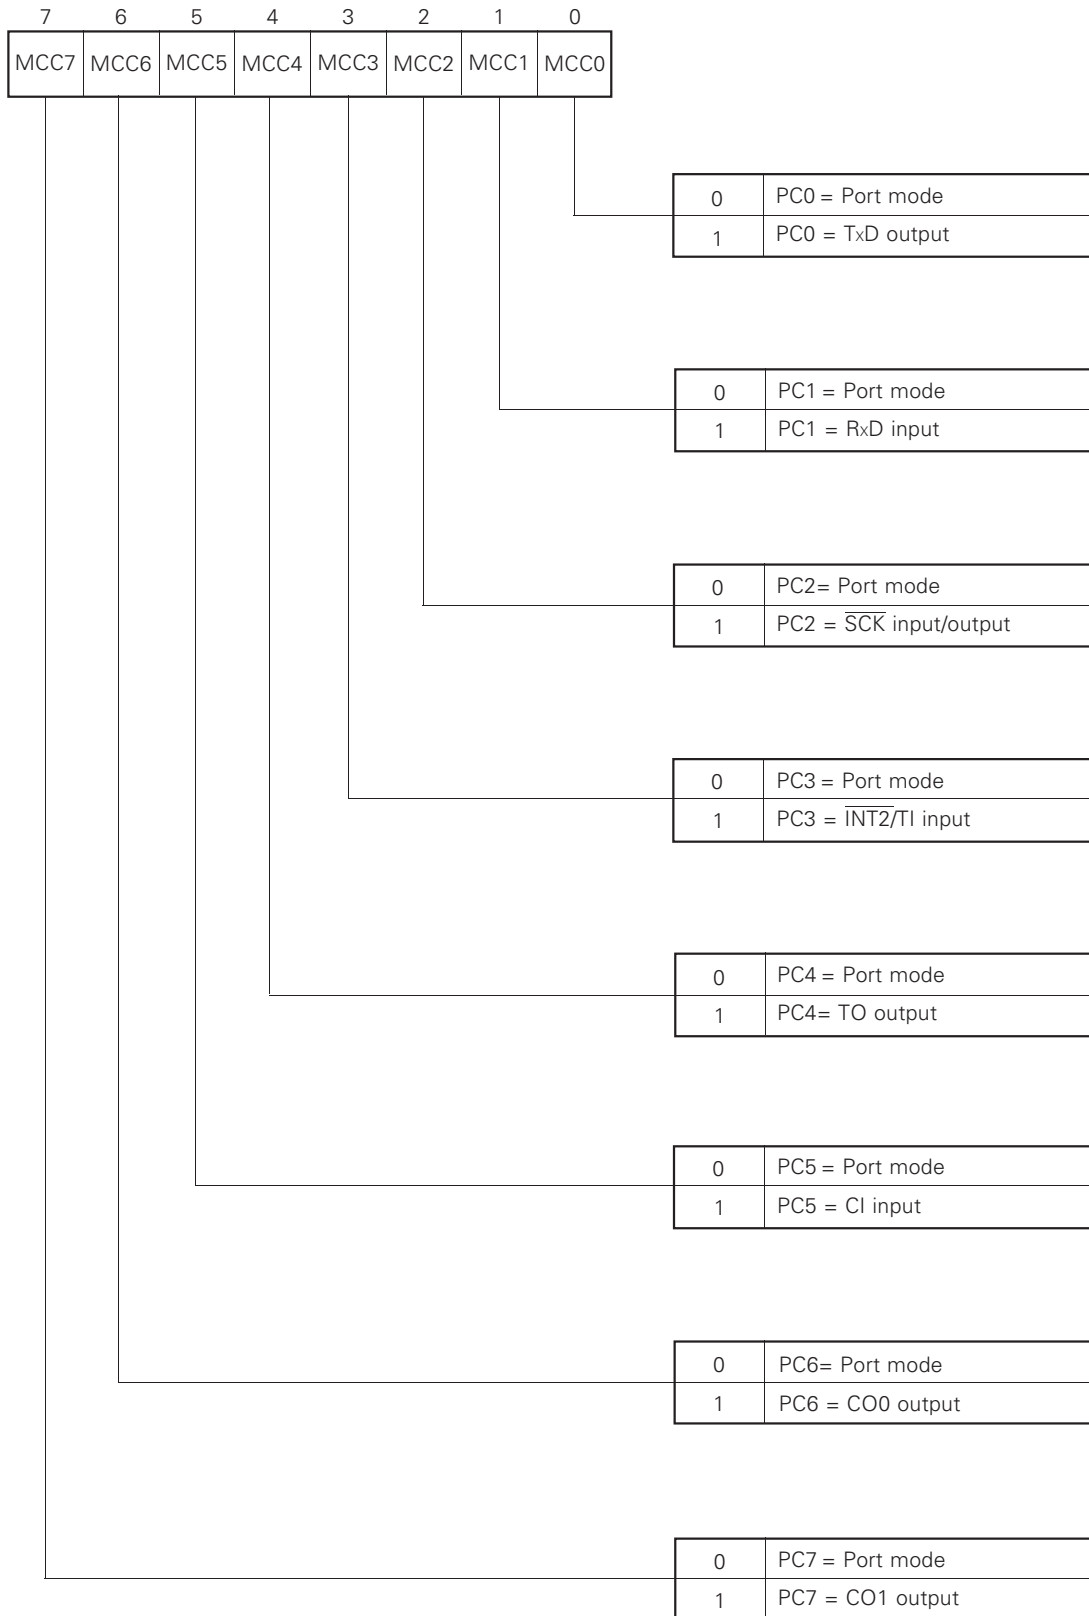 7 6 5 4 3 2 1 0
MCC7 MCC6 MCC5 MCC4 MCC3 MCC2 MCC1 MCC0
0 PC0 = Port mode
1 PC0 = TxD output
0 PC1 = Port mode
1 PC1 = RxD input
0 PC2= Port mode
1 PC2 = S̅C̅K̅ input/output
0 PC3 = Port mode
1 PC3 = I̅N̅T̅2̅/TI input
0 PC4 = Port mode
1 PC4= TO output
0 PC5 = Port mode
1 PC5 = CI input
0 PC6= Port mode
1 PC6 = CO0 output
0 PC7 = Port mode
1 PC7 = CO1 output